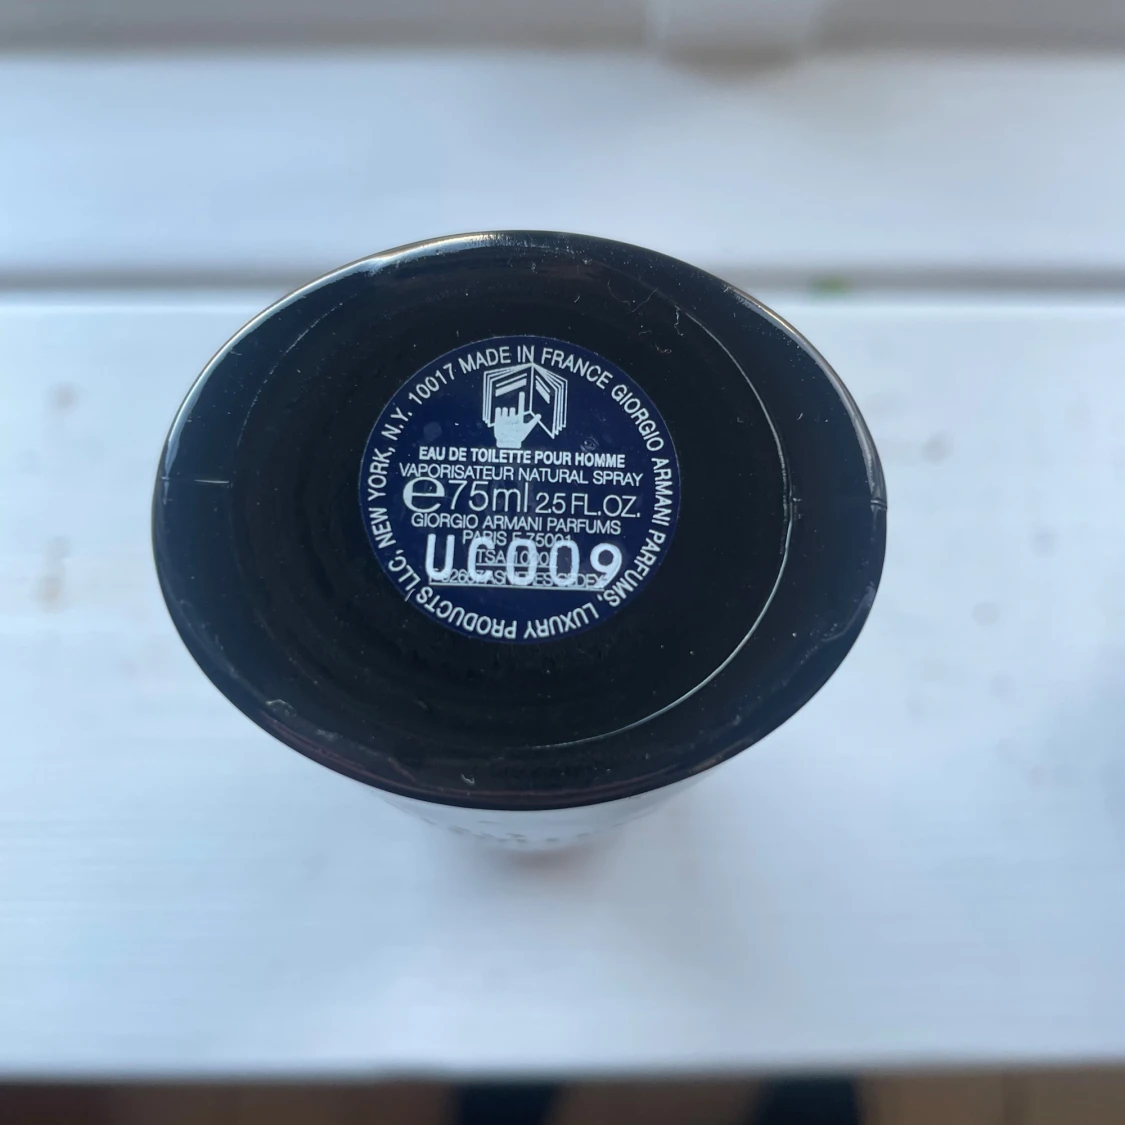 MADE IN FRANCE GIORGIO ARMANI PARFUMS, LUXURY PRODUCTS LLC, NEW YORK, N.Y. 10017
EAU DE TOILETTE POUR HOMME
VAPORISATEUR NATURAL SPRAY
e75ml 2.5 FL.OZ.
GIORGIO ARMANI PARFUMS
PARIS F-75001
TSA
UC009